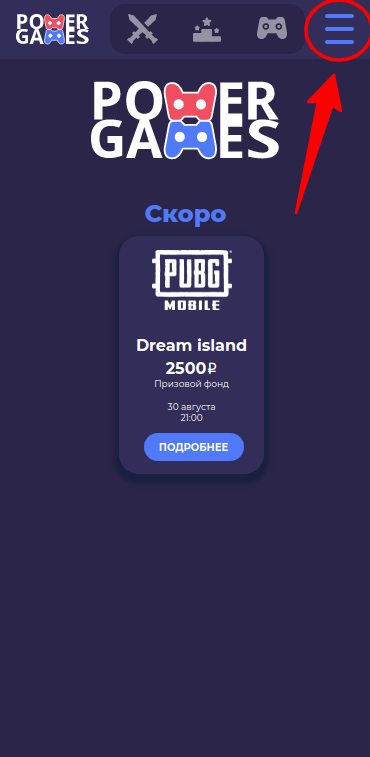 POWER
GAMES
POWER
GAMES
Скоро
PUBG
MOBILE
Dream island
2500₽
Призовой фонд
30 августа
21:00
ПОДРОБНЕЕ